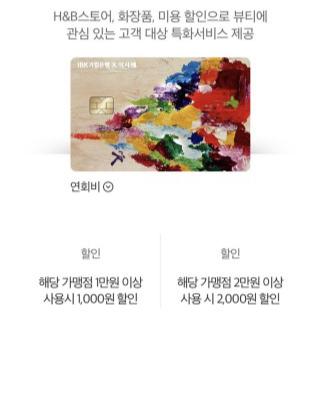 H&B스토어, 화장품, 미용 할인으로 뷰티에
관심 있는 고객 대상 특화서비스 제공
연회비
할인
할인
해당 가맹점 1만원 이상
사용시 1,000원 할인
해당 가맹점 2만원 이상
사용 시 2,000원 할인